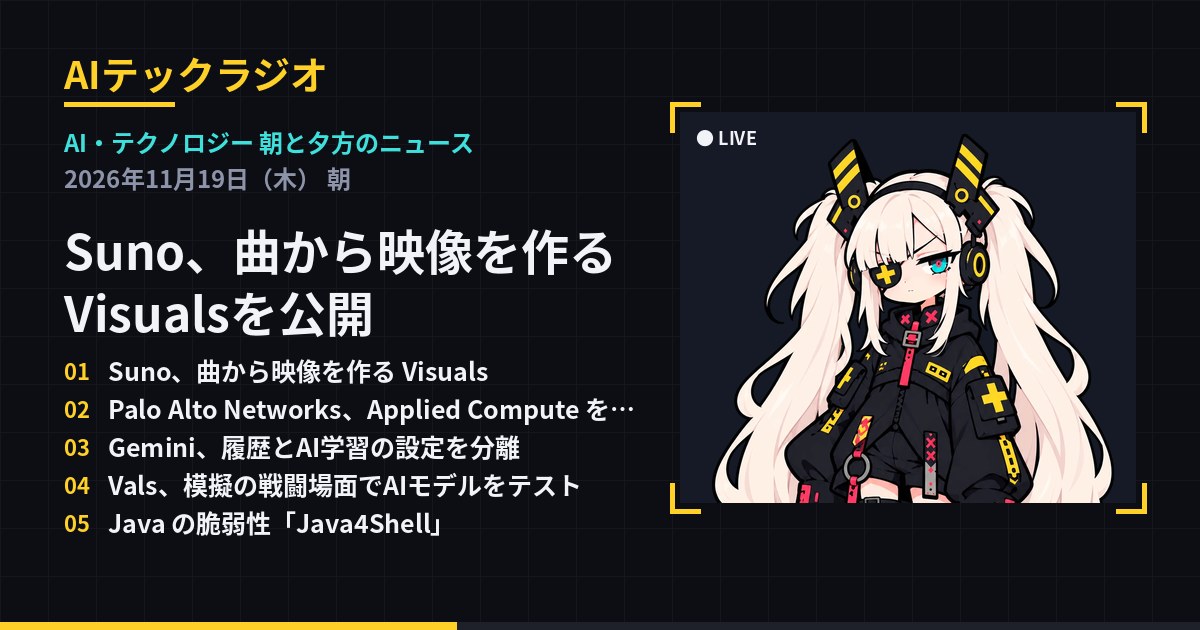 AIテックラジオ
AI・テクノロジー 朝と夕方のニュース
2026年11月19日（木） 朝
Suno、曲から映像を作る
Visualsを公開
01 Suno、曲から映像を作る Visuals
02 Palo Alto Networks、Applied Compute を…
03 Gemini、履歴とAI学習の設定を分離
04 Vals、模擬の戦闘場面でAIモデルをテスト
05 Java の脆弱性「Java4Shell」
LIVE